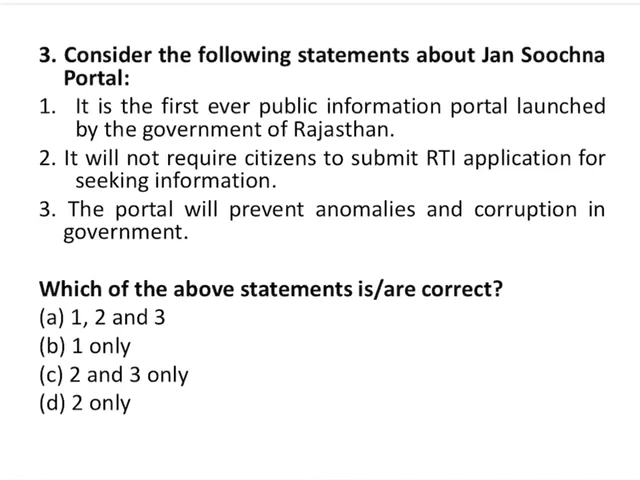 3. Consider the following statements about Jan Soochna
Portal:
1. It is the first ever public information portal launched
by the government of Rajasthan.
2. It will not require citizens to submit RTI application for
seeking information.
3. The portal will prevent anomalies and corruption in
government.
Which of the above statements is/are correct?
(a) 1, 2 and 3
(b) 1 only
(c) 2 and 3 only
(d) 2 only